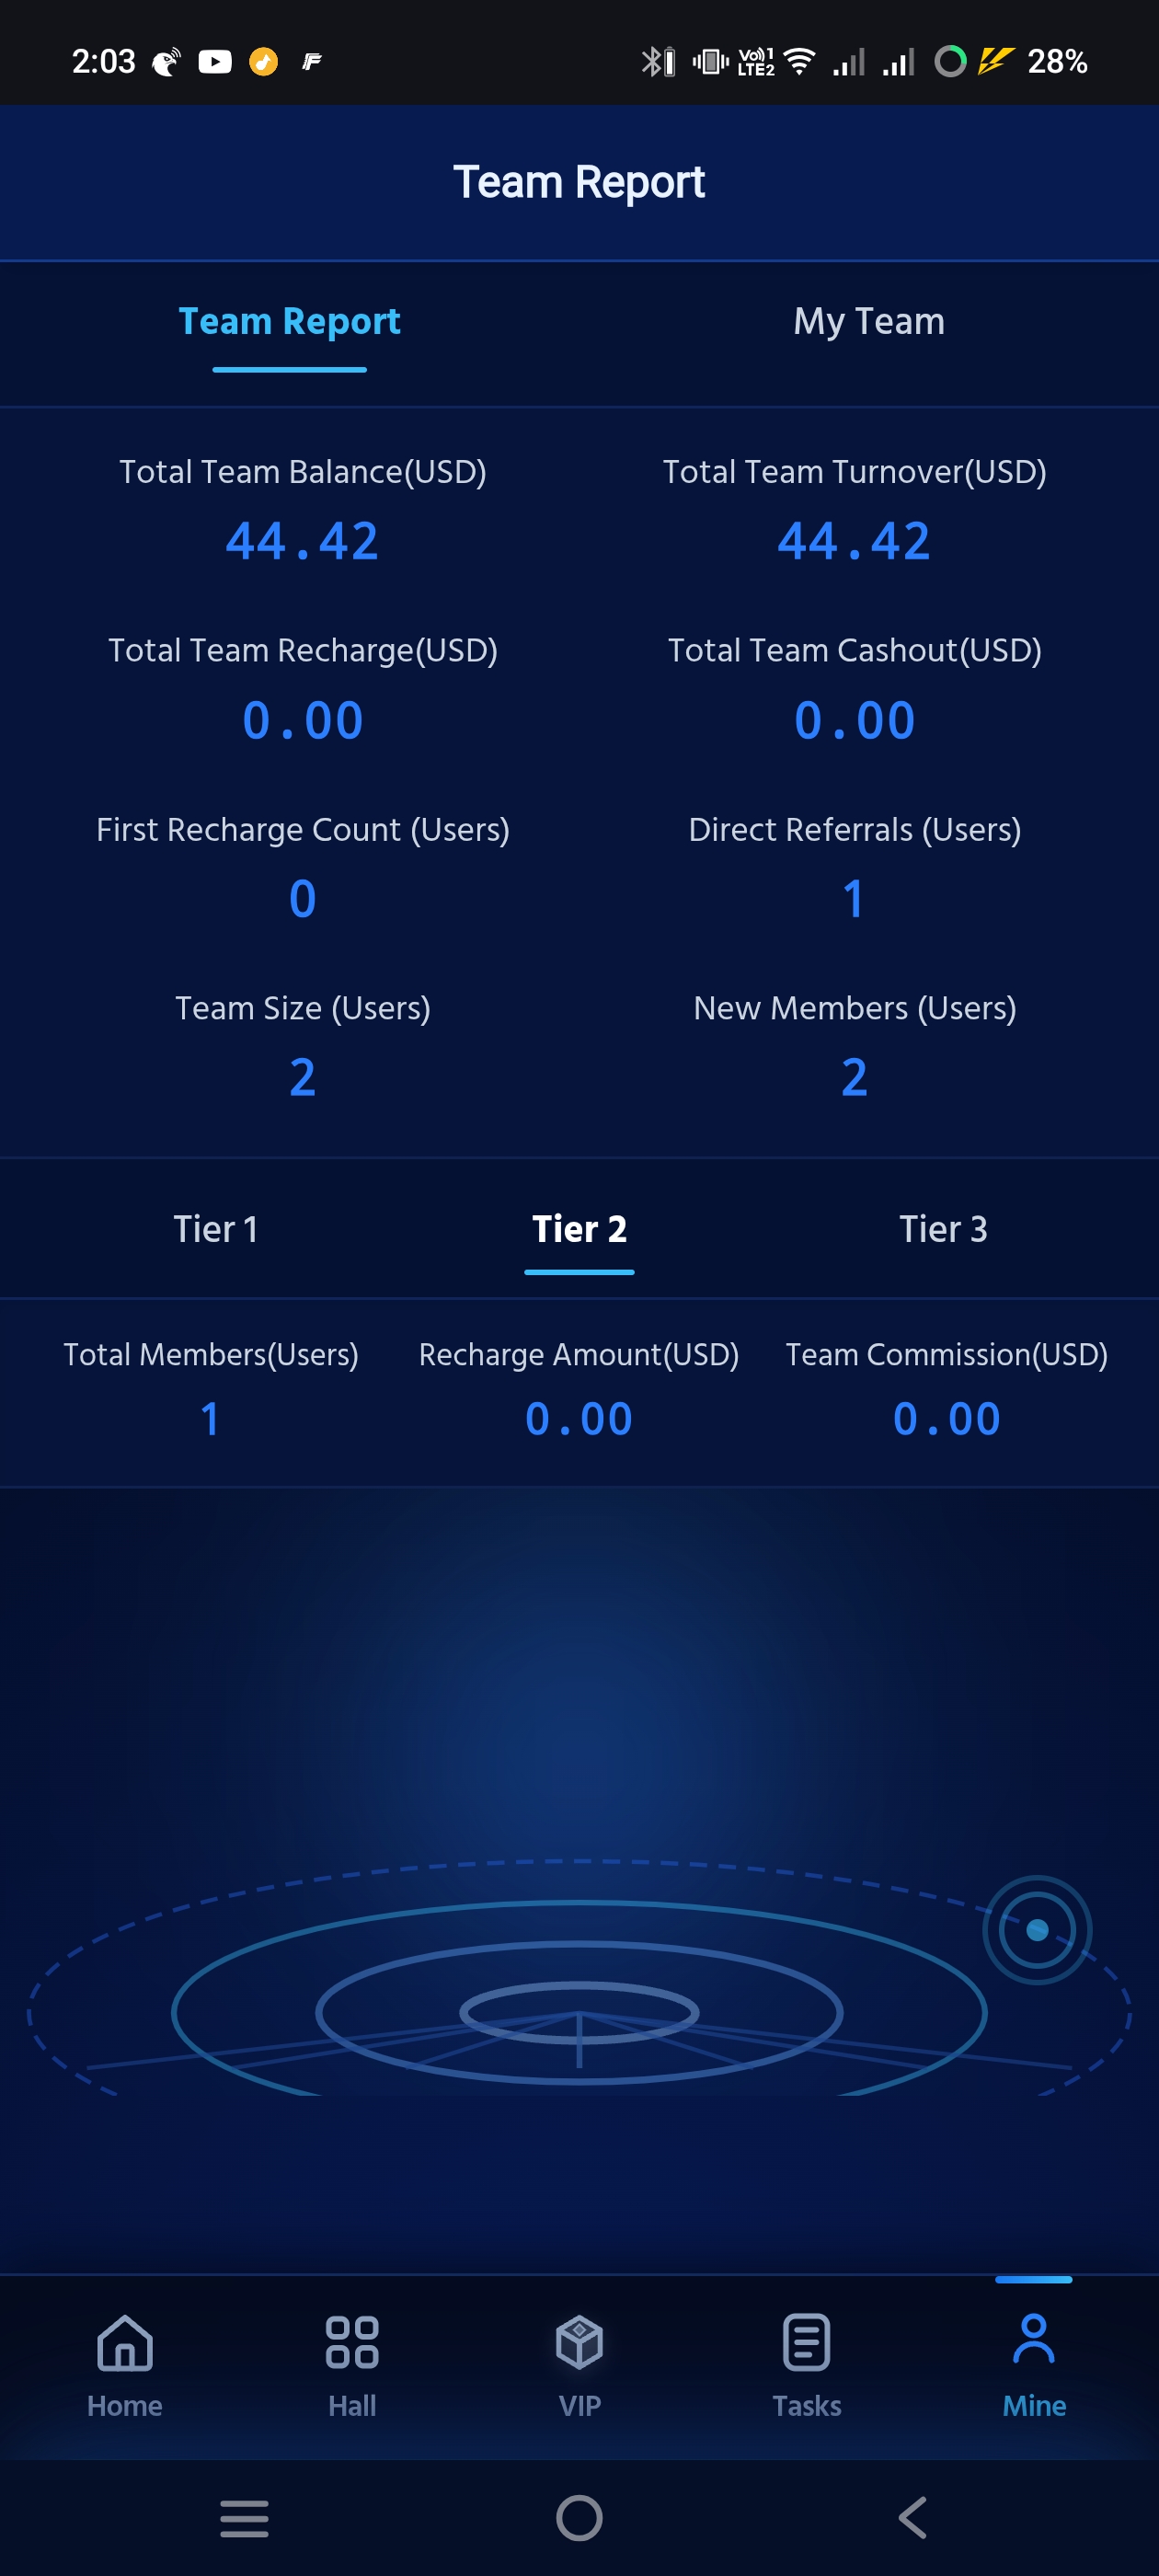 2:03
Vo) 1
LTE2
28%
Team Report
Team Report My Team
Total Team Balance(USD) Total Team Turnover(USD)
44.42 44.42
Total Team Recharge(USD) Total Team Cashout(USD)
0.00 0.00
First Recharge Count (Users) Direct Referrals (Users)
0 1
Team Size (Users) New Members (Users)
2 2
Tier 1 Tier 2 Tier 3
Total Members(Users) Recharge Amount(USD) Team Commission(USD)
1 0.00 0.00
Home Hall VIP Tasks Mine